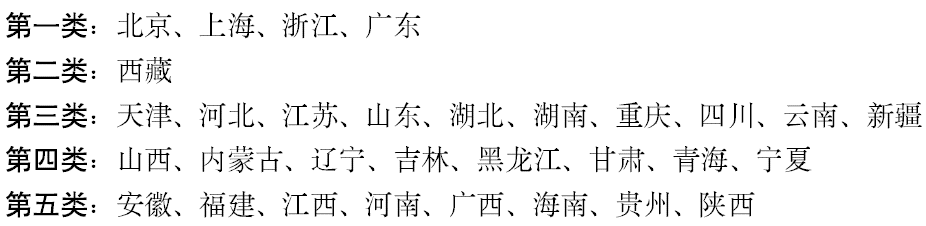 第一类：北京、上海、浙江、广东
第二类：西藏
第三类：天津、河北、江苏、山东、湖北、湖南、重庆、四川、云南、新疆
第四类：山西、内蒙古、辽宁、吉林、黑龙江、甘肃、青海、宁夏
第五类：安徽、福建、江西、河南、广西、海南、贵州、陕西